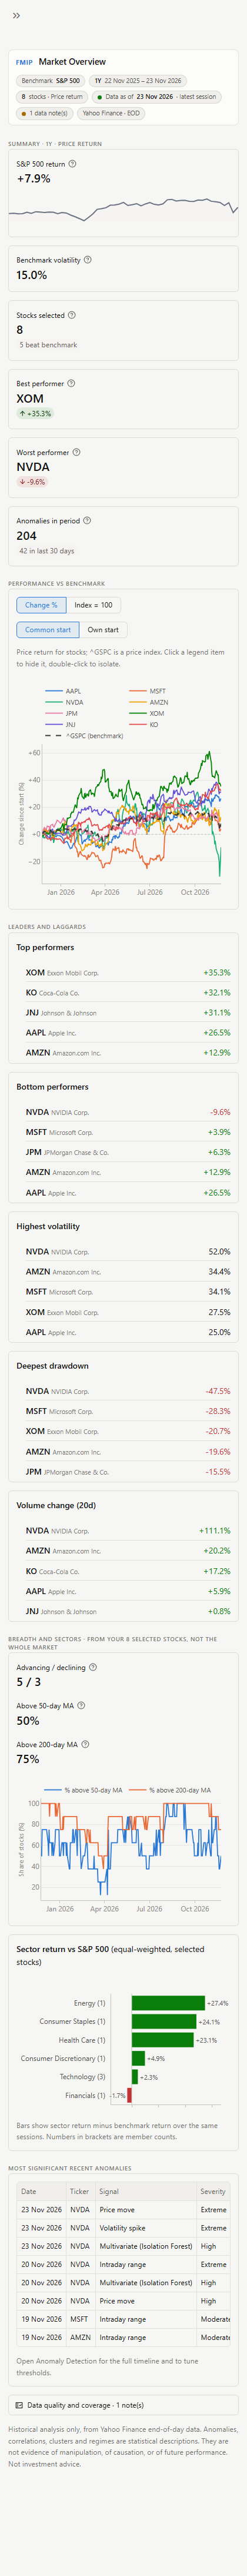 FMIP Market Overview
Benchmark S&P 500
1Y 22 Nov 2025 – 23 Nov 2026
8 stocks · Price return
Data as of 23 Nov 2026 · latest session
1 data note(s)
Yahoo Finance · EOD
SUMMARY · 1Y · PRICE RETURN
S&P 500 return
+7.9%
Benchmark volatility
15.0%
Stocks selected
8
5 beat benchmark
Best performer
XOM
↑ +35.3%
Worst performer
NVDA
↓ -9.6%
Anomalies in period
204
42 in last 30 days
PERFORMANCE VS BENCHMARK
Change % Index = 100
Common start Own start
Price return for stocks; ^GSPC is a price index. Click a legend item
to hide it, double-click to isolate.
AAPL MSFT
NVDA AMZN
JPM XOM
JNJ KO
^GSPC (benchmark)
Change since start (%)
+60
+40
+20
+0
−20
Jan 2026 Apr 2026 Jul 2026 Oct 2026
LEADERS AND LAGGARDS
Top performers
XOM Exxon Mobil Corp. +35.3%
KO Coca-Cola Co. +32.1%
JNJ Johnson & Johnson +31.1%
AAPL Apple Inc. +26.5%
AMZN Amazon.com Inc. +12.9%
Bottom performers
NVDA NVIDIA Corp. -9.6%
MSFT Microsoft Corp. +3.9%
JPM JPMorgan Chase & Co. +6.3%
AMZN Amazon.com Inc. +12.9%
AAPL Apple Inc. +26.5%
Highest volatility
NVDA NVIDIA Corp. 52.0%
AMZN Amazon.com Inc. 34.4%
MSFT Microsoft Corp. 34.1%
XOM Exxon Mobil Corp. 27.5%
AAPL Apple Inc. 25.0%
Deepest drawdown
NVDA NVIDIA Corp. -47.5%
MSFT Microsoft Corp. -28.3%
XOM Exxon Mobil Corp. -20.7%
AMZN Amazon.com Inc. -19.6%
JPM JPMorgan Chase & Co. -15.5%
Volume change (20d)
NVDA NVIDIA Corp. +111.1%
AMZN Amazon.com Inc. +20.2%
KO Coca-Cola Co. +17.2%
AAPL Apple Inc. +5.9%
JNJ Johnson & Johnson +0.8%
BREADTH AND SECTORS · FROM YOUR 8 SELECTED STOCKS, NOT THE
WHOLE MARKET
Advancing / declining
5 / 3
Above 50-day MA
50%
Above 200-day MA
75%
% above 50-day MA % above 200-day MA
Share of stocks (%)
100
80
60
40
20
Jan 2026 Apr 2026 Jul 2026 Oct 2026
Sector return vs S&P 500 (equal-weighted, selected
stocks)
Energy (1) +27.4%
Consumer Staples (1) +24.1%
Health Care (1) +23.1%
Consumer Discretionary (1) +4.9%
Technology (3) +2.3%
Financials (1) 1.7%
Bars show sector return minus benchmark return over the same
sessions. Numbers in brackets are member counts.
MOST SIGNIFICANT RECENT ANOMALIES
Date Ticker Signal Severity
23 Nov 2026 NVDA Price move Extreme
23 Nov 2026 NVDA Volatility spike Extreme
23 Nov 2026 NVDA Multivariate (Isolation Forest) High
20 Nov 2026 NVDA Intraday range Extreme
20 Nov 2026 NVDA Multivariate (Isolation Forest) High
20 Nov 2026 NVDA Price move High
19 Nov 2026 MSFT Intraday range Moderate
19 Nov 2026 AMZN Intraday range Moderate
Open Anomaly Detection for the full timeline and to tune
thresholds.
Data quality and coverage · 1 note(s)
Historical analysis only, from Yahoo Finance end-of-day data. Anomalies,
correlations, clusters and regimes are statistical descriptions. They are
not evidence of manipulation, of causation, or of future performance.
Not investment advice.